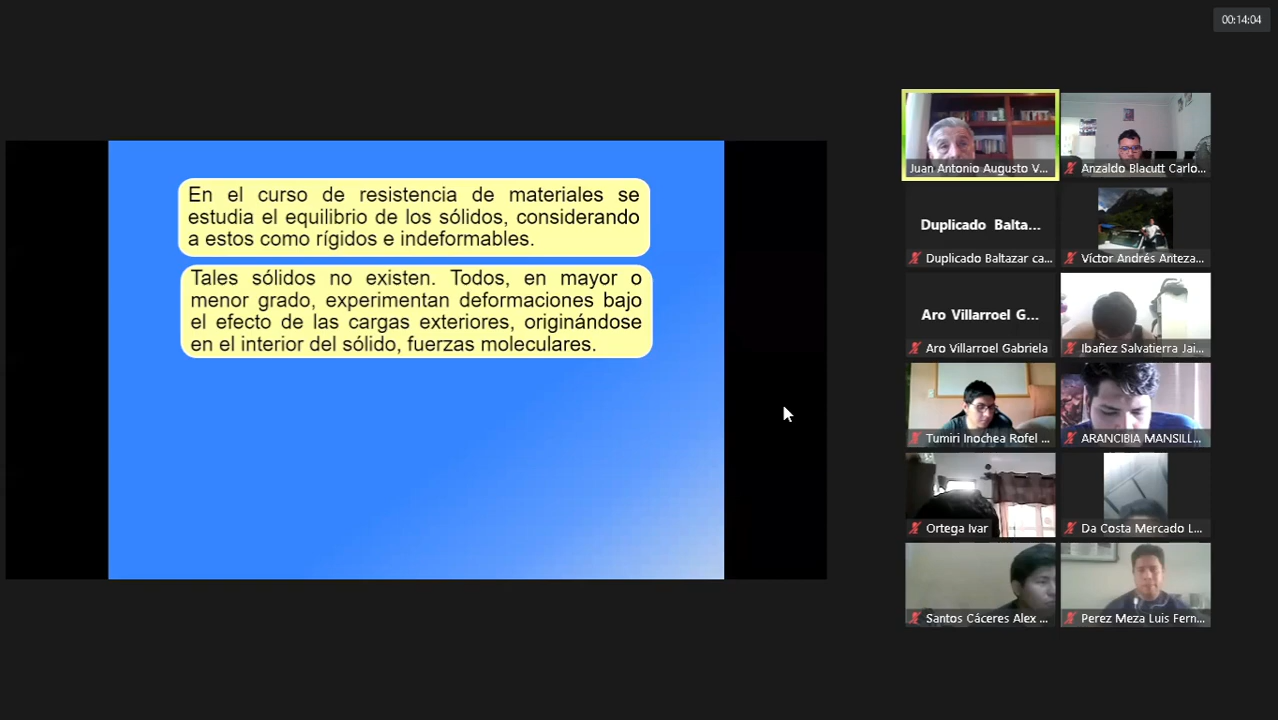 00:14:04
En el curso de resistencia de materiales se
estudia el equilibrio de los sólidos, considerando
a estos como rígidos e indeformables.
Tales sólidos no existen. Todos, en mayor o
menor grado, experimentan deformaciones bajo
el efecto de las cargas exteriores, originándose
en el interior del sólido, fuerzas moleculares.
Juan Antonio Augusto V...
Anzaldo Blacutt Carlo...
Duplicado Balta...
Duplicado Baltazar ca...
Víctor Andrés Anteza...
Aro Villarroel G...
Aro Villarroel Gabriela
Ibañez Salvatierra Jai...
Tumiri Inochea Rofel ...
ARANCIBIA MANSILL...
Ortega Ivar
Da Costa Mercado L...
Santos Cáceres Alex ...
Perez Meza Luis Fern...